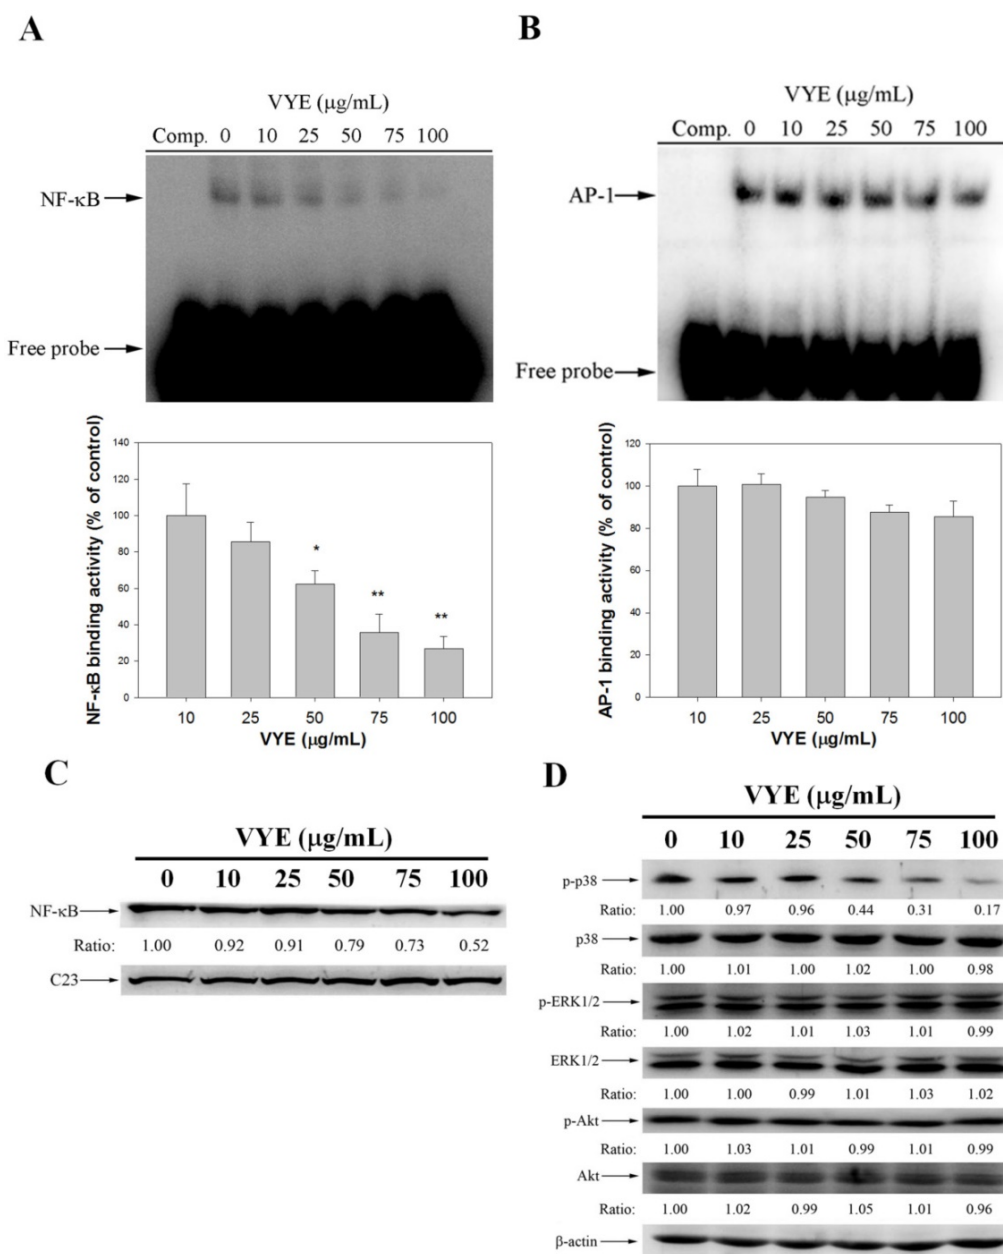 A
VYE (μg/mL)
Comp. 0 10 25 50 75 100
NF-κB
Free probe
NF-κB binding activity (% of control)
140
120
100
80
60
40
20
0
*
**
**
10 25 50 75 100
VYE (μg/mL)
B
VYE (μg/mL)
Comp. 0 10 25 50 75 100
AP-1
Free probe
AP-1 binding activity (% of control)
120
100
80
60
40
20
0
10 25 50 75 100
VYE (μg/mL)
C
VYE (μg/mL)
0 10 25 50 75 100
NF-κB
Ratio: 1.00 0.92 0.91 0.79 0.73 0.52
C23
D
VYE (μg/mL)
0 10 25 50 75 100
p-p38
Ratio: 1.00 0.97 0.96 0.44 0.31 0.17
p38
Ratio: 1.00 1.01 1.00 1.02 1.00 0.98
p-ERK1/2
Ratio: 1.00 1.02 1.01 1.03 1.01 0.99
ERK1/2
Ratio: 1.00 1.00 0.99 1.01 1.03 1.02
p-Akt
Ratio: 1.00 1.03 1.01 0.99 1.01 0.99
Akt
Ratio: 1.00 1.02 0.99 1.05 1.01 0.96
β-actin